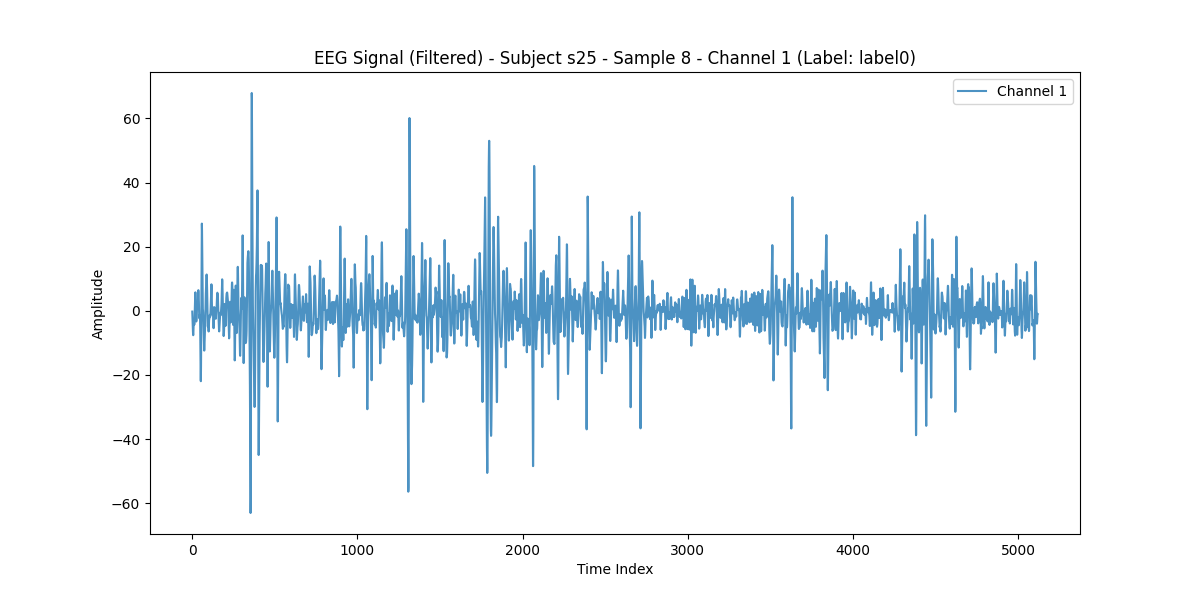 EEG Signal (Filtered) - Subject s25 - Sample 8 - Channel 1 (Label: label0)
Channel 1
60
40
20
0
−20
−40
−60
Amplitude
0 1000 2000 3000 4000 5000
Time Index